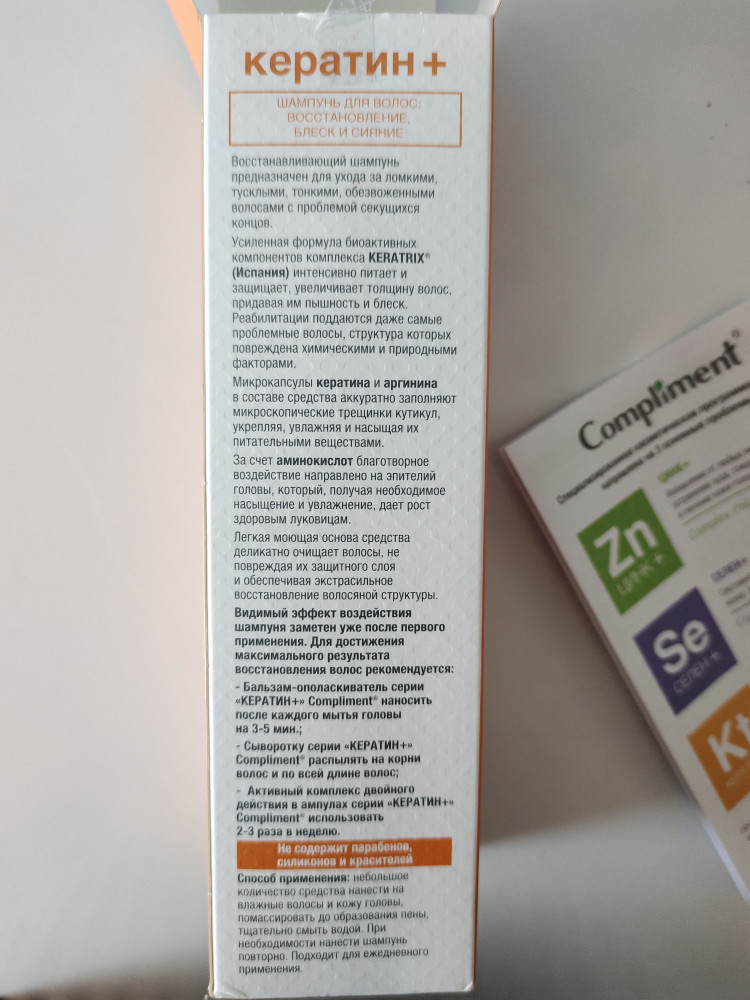 кератин+
ШАМПУНЬ ДЛЯ ВОЛОС:
ВОССТАНОВЛЕНИЕ,
БЛЕСК И СИЯНИЕ
Восстанавливающий шампунь
предназначен для ухода за ломкими,
тусклыми, тонкими, обезвоженными
волосами с проблемой секущихся
концов.
Усиленная формула биоактивных
компонентов комплекса KERATRIX®
(Испания) интенсивно питает и
защищает, увеличивает толщину волос,
придавая им пышность и блеск.
Реабилитации поддаются даже самые
проблемные волосы, структура которых
повреждена химическими и природными
факторами.
Микрокапсулы кератина и аргинина
в составе средства аккуратно заполняют
микроскопические трещинки кутикул,
укрепляя, увлажняя и насыщая их
питательными веществами.
За счет аминокислот благотворное
воздействие направлено на эпителий
головы, который, получая необходимое
насыщение и увлажнение, дает рост
здоровым луковицам.
Легкая моющая основа средства
деликатно очищает волосы, не
повреждая их защитного слоя
и обеспечивая экстрасильное
восстановление волосяной структуры.
Видимый эффект воздействия
шампуня заметен уже после первого
применения. Для достижения
максимального результата
восстановления волос рекомендуется:
- Бальзам-ополаскиватель серии
«КЕРАТИН+» Compliment® наносить
после каждого мытья головы
на 3-5 мин.;
- Сыворотку серии «КЕРАТИН+»
Compliment® распылять на корни
волос и по всей длине волос;
- Активный комплекс двойного
действия в ампулах серии «КЕРАТИН+»
Compliment® использовать
2-3 раза в неделю.
Не содержит парабенов,
силиконов и красителей
Способ применения: небольшое
количество средства нанести на
влажные волосы и кожу головы,
помассировать до образования пены,
тщательно смыть водой. При
необходимости нанести шампунь
повторно. Подходит для ежедневного
применения.
Compliment®
Специализированная косметическая программа
ЦИНК+
Zn
ЦИНК+
СЕЛЕН+
Se
СЕЛЕН+
Kt